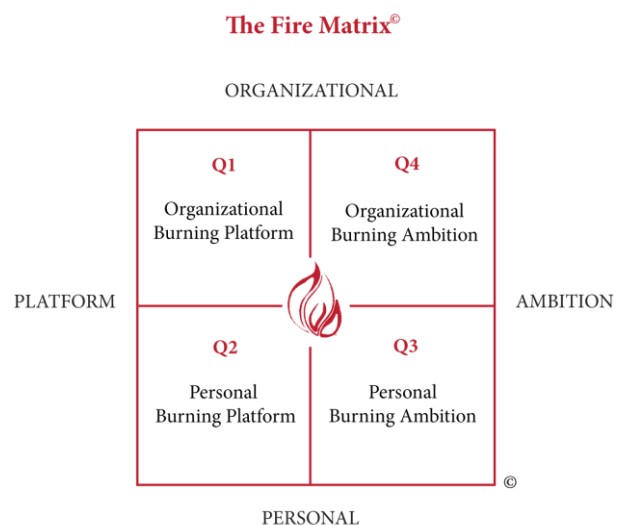 The Fire Matrix©
ORGANIZATIONAL
Q1
Organizational
Burning Platform
Q4
Organizational
Burning Ambition
PLATFORM
AMBITION
Q2
Personal
Burning Platform
Q3
Personal
Burning Ambition
©
PERSONAL